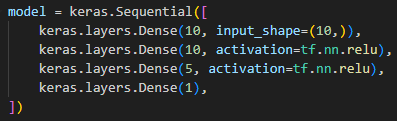 model = keras.Sequential([
    keras.layers.Dense(10, input_shape=(10,)),
    keras.layers.Dense(10, activation=tf.nn.relu),
    keras.layers.Dense(5, activation=tf.nn.relu),
    keras.layers.Dense(1),
])